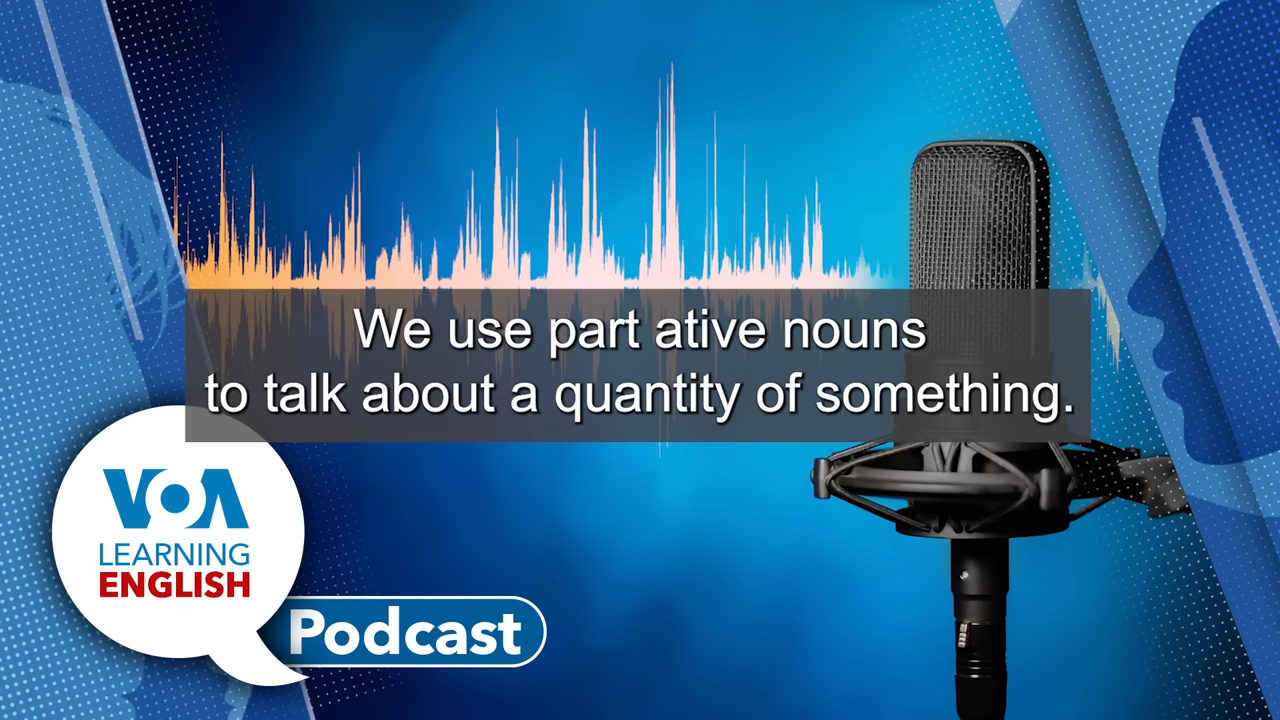 We use part ative nouns
to talk about a quantity of something.
VOA
LEARNING
ENGLISH
Podcast